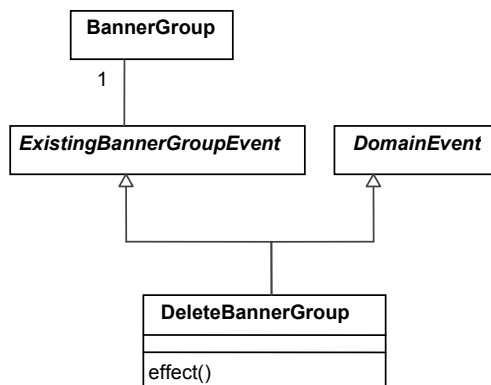 BannerGroup
1
ExistingBannerGroupEvent
DomainEvent
DeleteBannerGroup
effect()